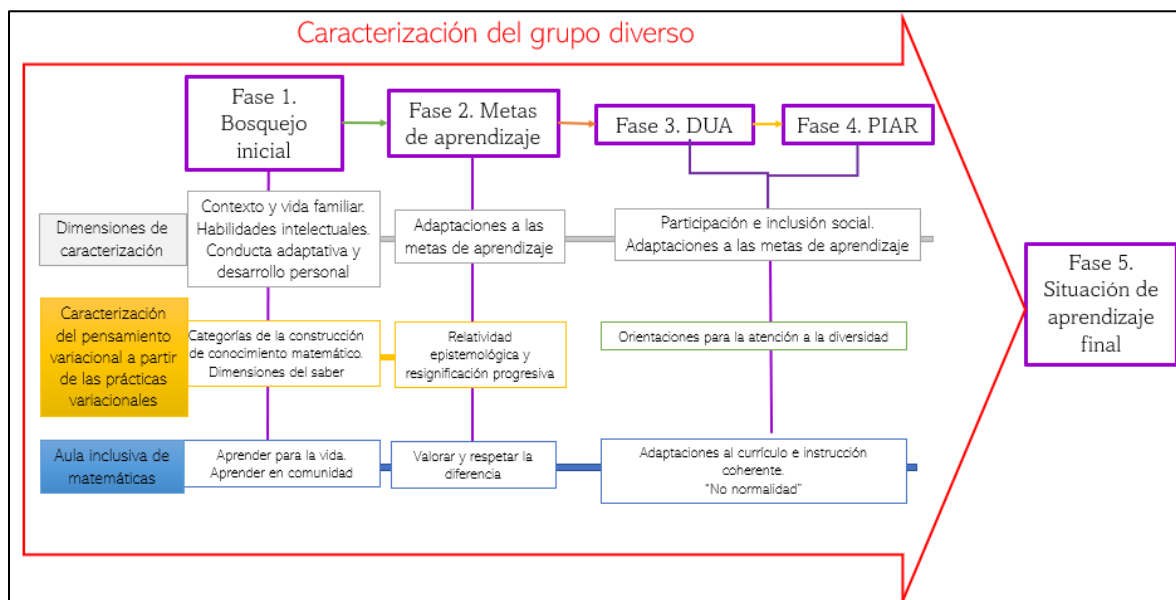 Caracterización del grupo diverso
Fase 1.
Bosquejo
inicial
Fase 2. Metas
de aprendizaje
Fase 3. DUA
Fase 4. PIAR
Dimensiones de
caracterización
Contexto y vida familiar.
Habilidades intelectuales.
Conducta adaptativa y
desarrollo personal
Adaptaciones a las
metas de aprendizaje
Participación e inclusión social.
Adaptaciones a las metas de aprendizaje
Fase 5.
Situación de
aprendizaje
final
Caracterización
del pensamiento
variacional a partir
de las prácticas
variacionales
Categorías de la construcción
de conocimiento matemático.
Dimensiones del saber
Relatividad
epistemológica y
resignificación progresiva
Orientaciones para la atención a la diversidad
Aula inclusiva de
matemáticas
Aprender para la vida.
Aprender en comunidad
Valorar y respetar la
diferencia
Adaptaciones al currículo e instrucción
coherente.
“No normalidad”